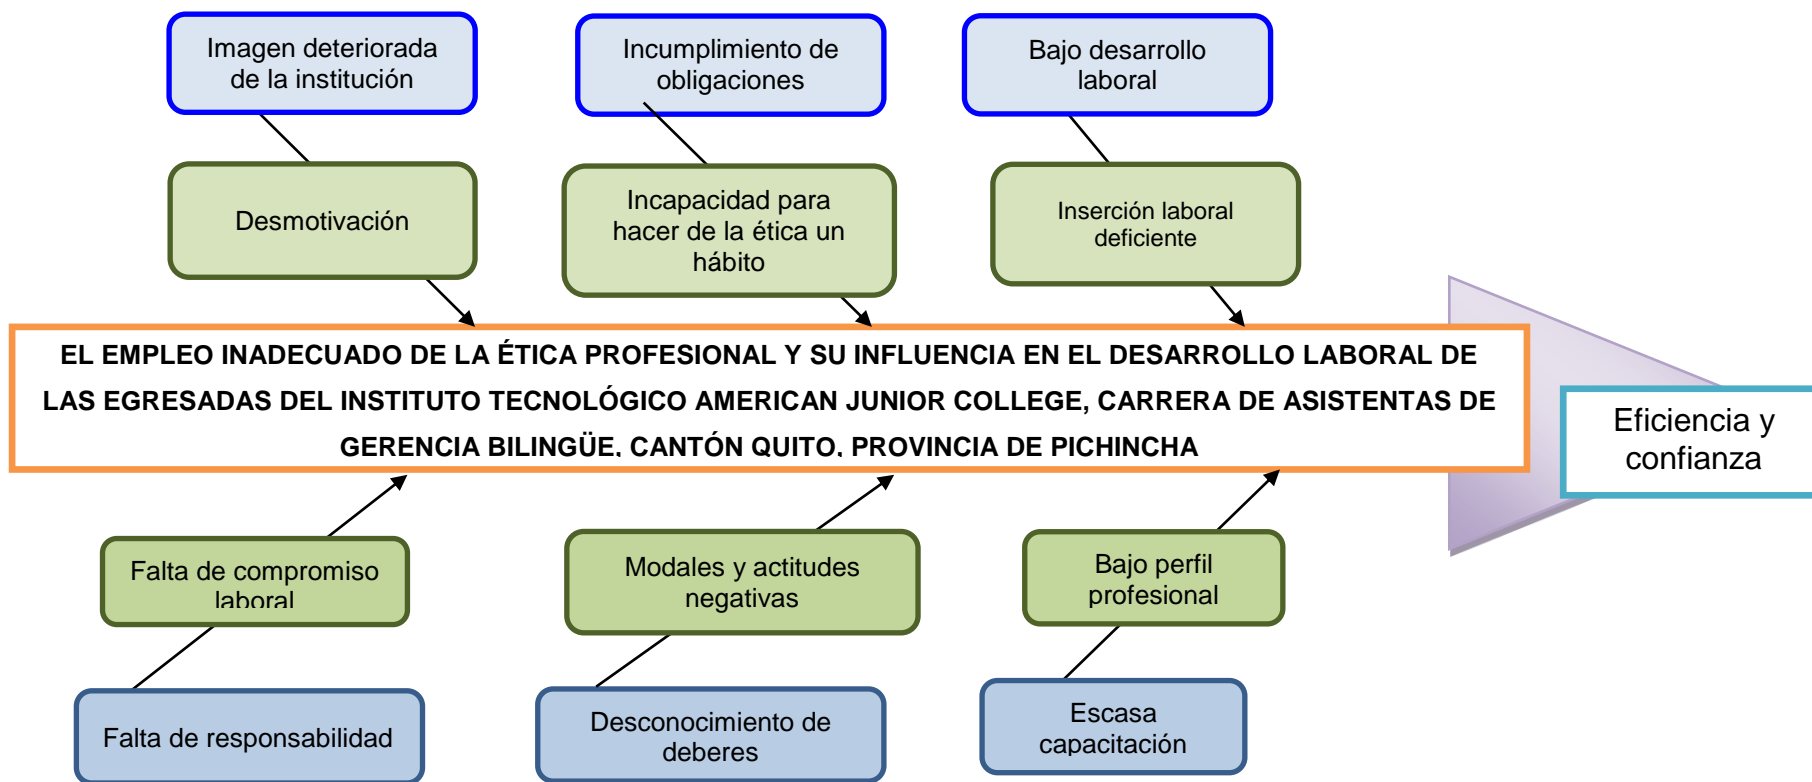 Imagen deteriorada
de la institución
Incumplimiento de
obligaciones
Bajo desarrollo
laboral
Desmotivación
Incapacidad para
hacer de la ética un
hábito
Inserción laboral
deficiente
EL EMPLEO INADECUADO DE LA ÉTICA PROFESIONAL Y SU INFLUENCIA EN EL DESARROLLO LABORAL DE
LAS EGRESADAS DEL INSTITUTO TECNOLÓGICO AMERICAN JUNIOR COLLEGE, CARRERA DE ASISTENTAS DE
GERENCIA BILINGÜE, CANTÓN QUITO, PROVINCIA DE PICHINCHA
Eficiencia y
confianza
Falta de compromiso
laboral
Modales y actitudes
negativas
Bajo perfil
profesional
Falta de responsabilidad
Desconocimiento de
deberes
Escasa
capacitación